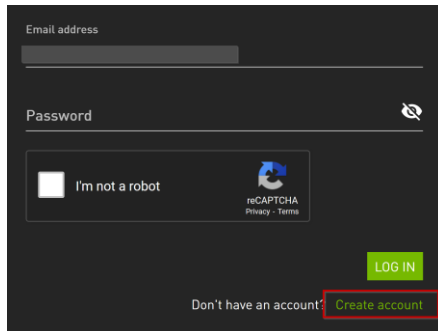 Email address
Password
I'm not a robot
reCAPTCHA
Privacy - Terms
LOG IN
Don't have an account? Create account